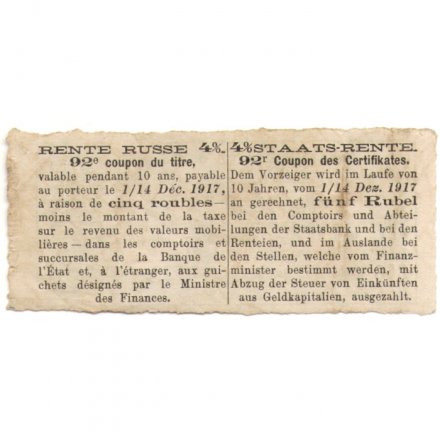 RENTE RUSSE 4%.
92e coupon du titre,
valable pendant 10 ans, payable
au porteur le 1/14 Déc. 1917,
à raison de cinq roubles—
moins le montant de la taxe
sur le revenu des valeurs mobi-
lières—dans les comptoirs et
succursales de la Banque de
l'État et, à l'étranger, aux gui-
chets désignés par le Ministre
des Finances.
4% STAATS-RENTE.
92r Coupon des Certifikates.
Dem Vorzeiger wird im Laufe von
10 Jahren, vom 1/14 Dez. 1917
an gerechnet, fünf Rubel
bei den Comptoirs und Abtei-
lungen der Staatsbank und bei den
Renteien, und im Auslande bei
den Stellen, welche vom Finanz-
minister bestimmt werden, mit
Abzug der Steuer von Einkünften
aus Geldkapitalien, ausgezahlt.